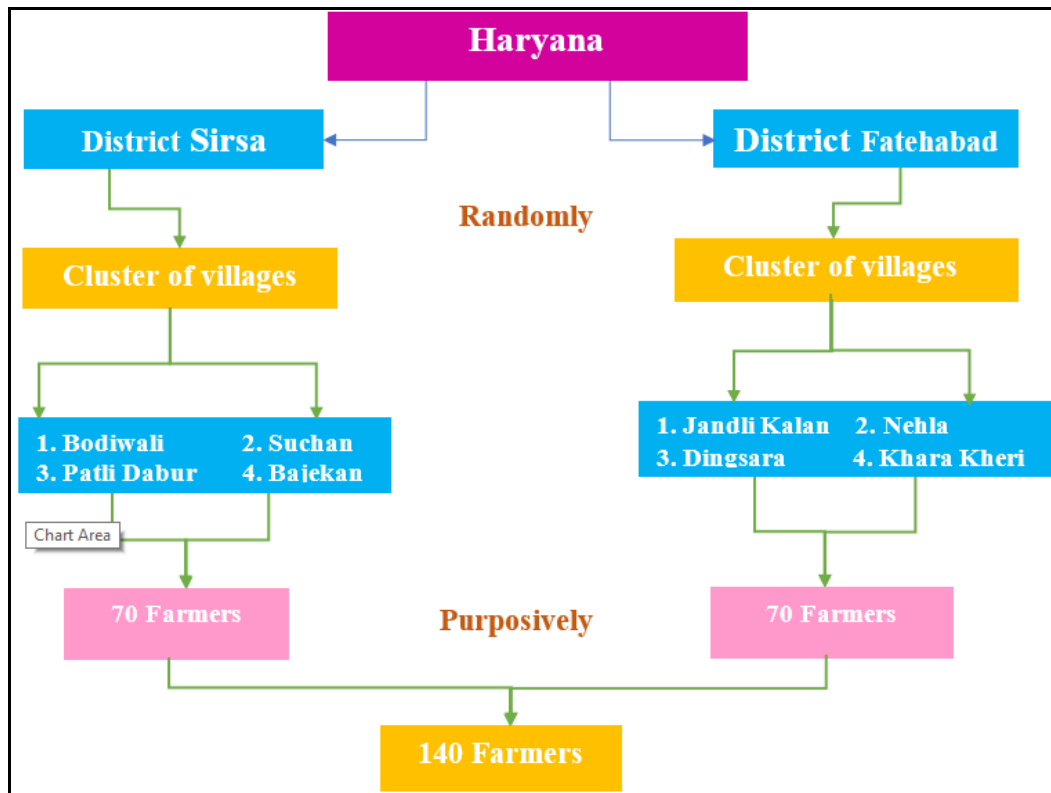 Haryana
District Sirsa
District Fatehabad
Randomly
Cluster of villages
Cluster of villages
1. Bodiwali 2. Suchan
3. Patli Dabur 4. Bajekan
1. Jandli Kalan 2. Nehla
3. Dingsara 4. Khara Kheri
Chart Area
70 Farmers
Purposively
70 Farmers
140 Farmers